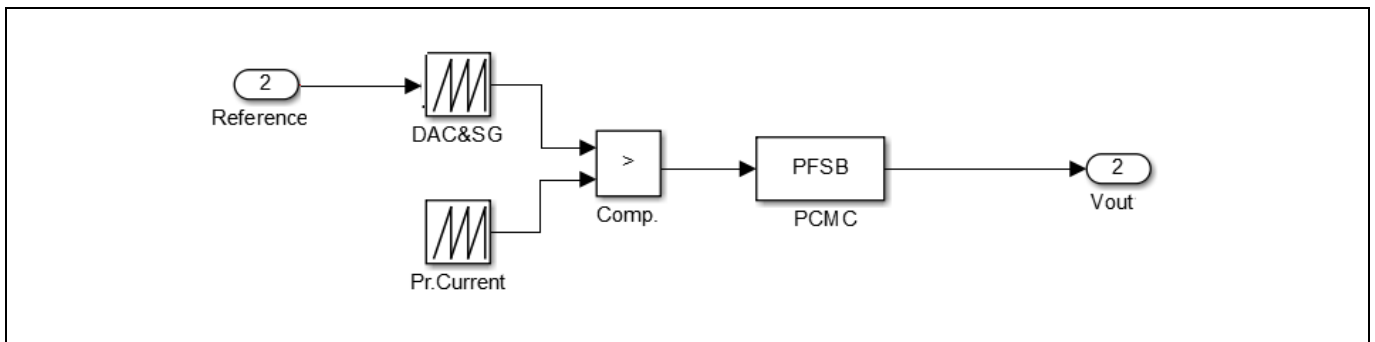 2
Reference
DAC&SG
Pr.Current
>
Comp.
PFSB
PCMC
2
Vout